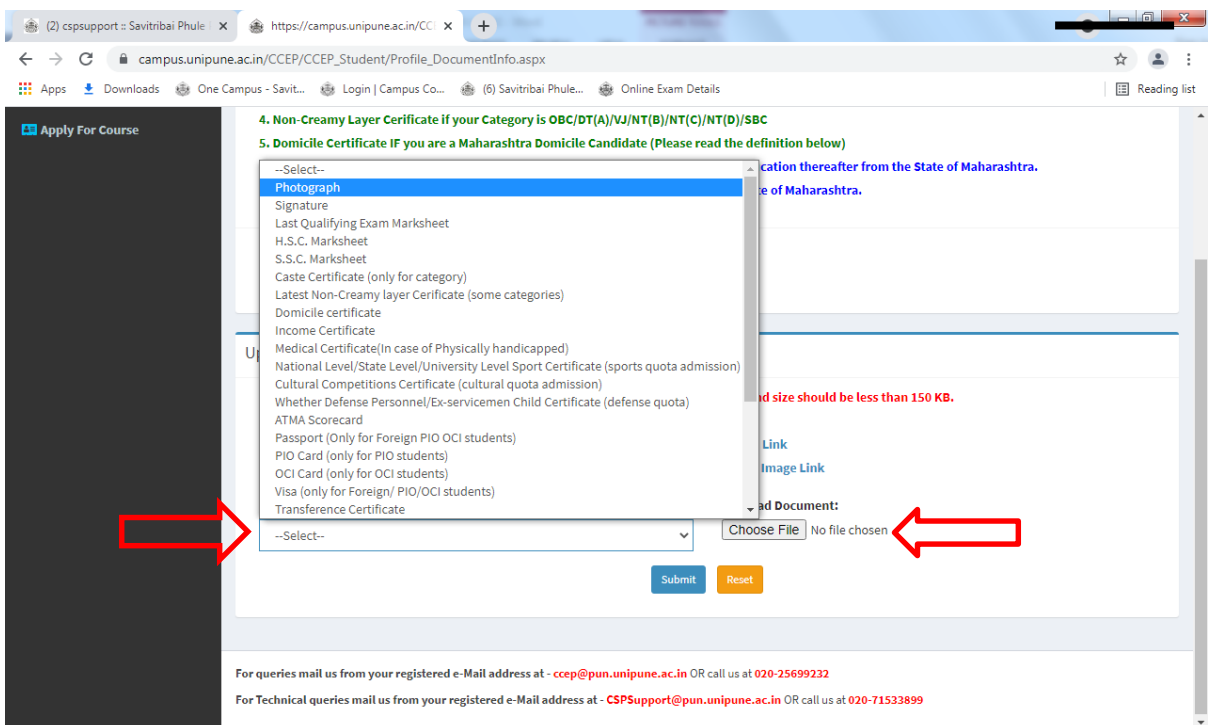 (2) cspsupport :: Savitribai Phule
https://campus.unipune.ac.in/CC
campus.unipune.ac.in/CCEP/CCEP_Student/Profile_DocumentInfo.aspx
Apps Downloads One Campus - Savit... Login | Campus Co... (6) Savitribai Phule... Online Exam Details Reading list
Apply For Course
4. Non-Creamy Layer Cerificate if your Category is OBC/DT(A)/VJ/NT(B)/NT(C)/NT(D)/SBC
5. Domicile Certificate IF you are a Maharashtra Domicile Candidate (Please read the definition below)
thereafter from the State of Maharashtra.
of Maharashtra.
--Select--
Photograph
Signature
Last Qualifying Exam Marksheet
H.S.C. Marksheet
S.S.C. Marksheet
Caste Certificate (only for category)
Latest Non-Creamy layer Cerificate (some categories)
Domicile certificate
Income Certificate
Medical Certificate(In case of Physically handicapped)
National Level/State Level/University Level Sport Certificate (sports quota admission)
Cultural Competitions Certificate (cultural quota admission)
Whether Defense Personnel/Ex-servicemen Child Certificate (defense quota)
ATMA Scorecard
Passport (Only for Foreign PIO OCI students)
PIO Card (only for PIO students)
OCI Card (only for OCI students)
Visa (only for Foreign/ PIO/OCI students)
Transference Certificate
size should be less than 150 KB.
Link
Image Link
Document:
--Select--
Choose File No file chosen
Submit Reset
For queries mail us from your registered e-Mail address at - ccep@pun.unipune.ac.in OR call us at 020-25699232
For Technical queries mail us from your registered e-Mail address at - CSPSupport@pun.unipune.ac.in OR call us at 020-71533899